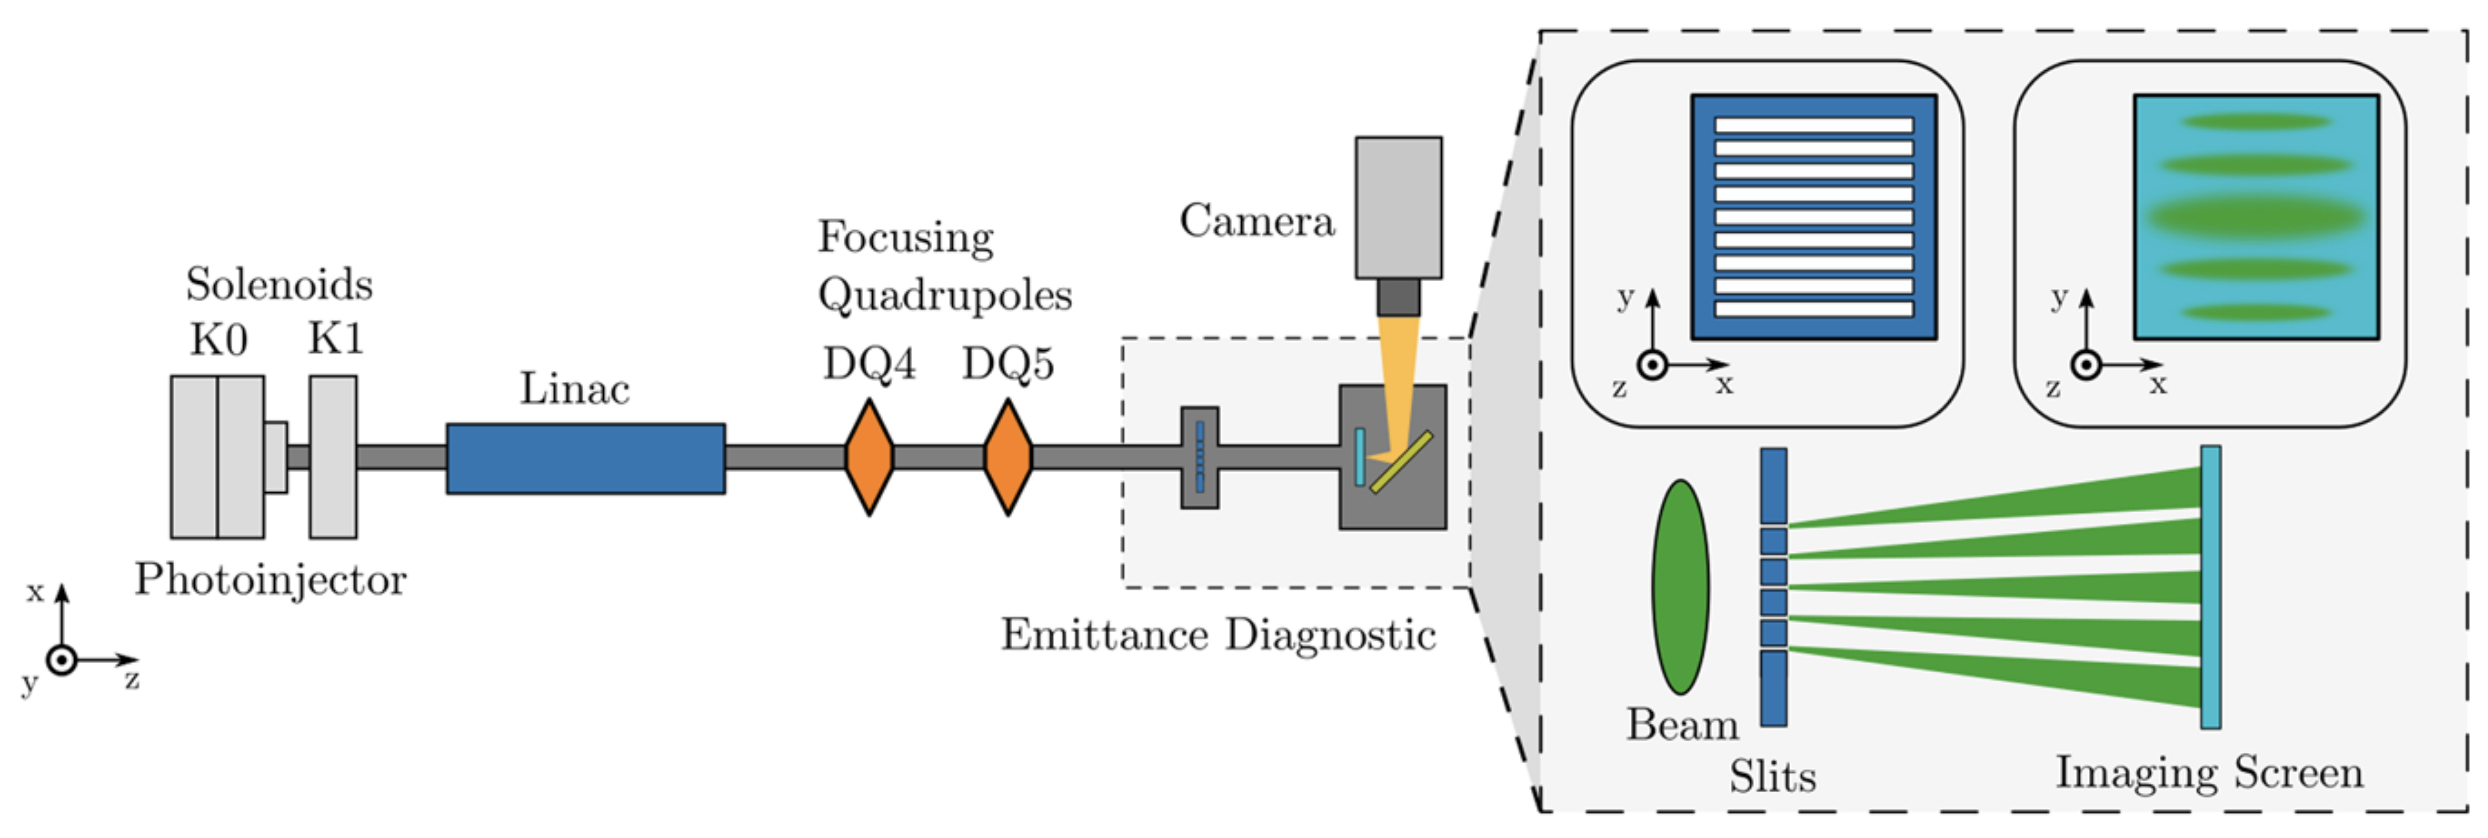 Solenoids
K0 K1
Photoinjector
x
y
z
Linac
Focusing
Quadrupoles
DQ4 DQ5
Camera
Emittance Diagnostic
y
z
x
y
z
x
Beam
Slits
Imaging Screen